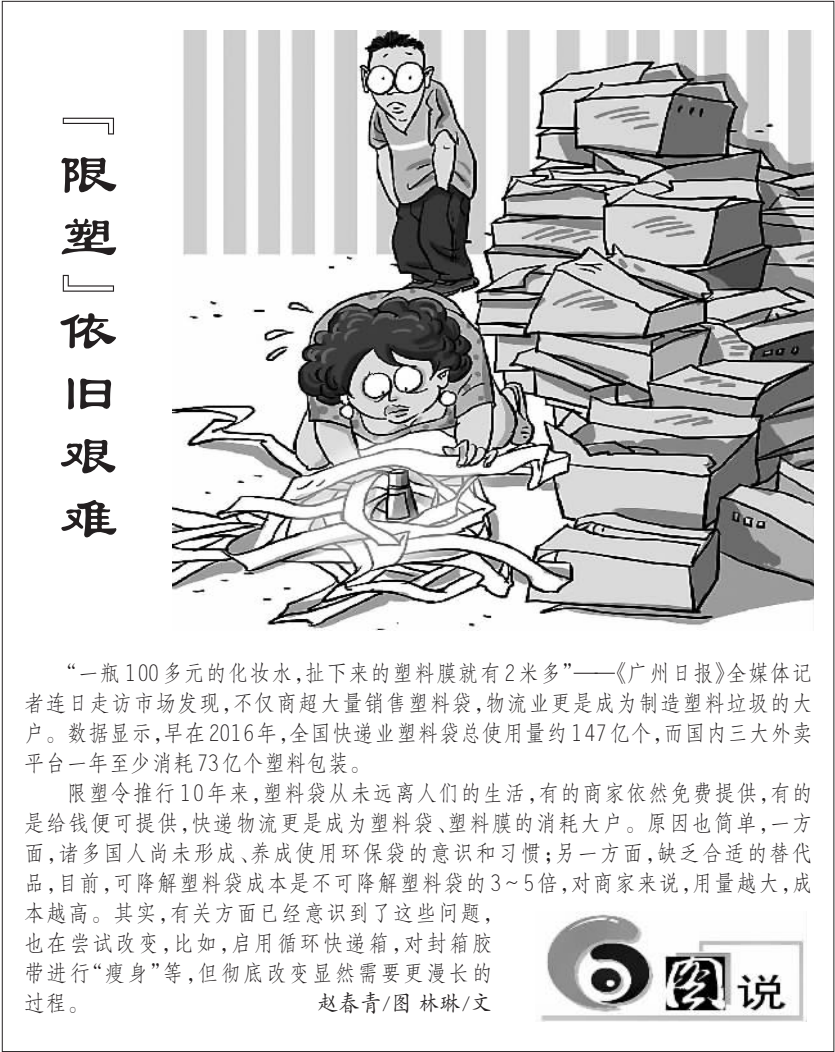 『限塑』依旧艰难
“一瓶100多元的化妆水,扯下来的塑料膜就有2米多”——《广州日报》全媒体记
者连日走访市场发现,不仅商超大量销售塑料袋,物流业更是成为制造塑料垃圾的大
户。数据显示,早在2016年,全国快递业塑料袋总使用量约147亿个,而国内三大外卖
平台一年至少消耗73亿个塑料包装。
限塑令推行10年来,塑料袋从未远离人们的生活,有的商家依然免费提供,有的
是给钱便可提供,快递物流更是成为塑料袋、塑料膜的消耗大户。原因也简单,一方
面,诸多国人尚未形成、养成使用环保袋的意识和习惯;另一方面,缺乏合适的替代
品,目前,可降解塑料袋成本是不可降解塑料袋的3~5倍,对商家来说,用量越大,成
本越高。其实,有关方面已经意识到了这些问题,
也在尝试改变,比如,启用循环快递箱,对封箱胶
带进行“瘦身”等,但彻底改变显然需要更漫长的
过程。 赵春青/图 林琳/文
图说